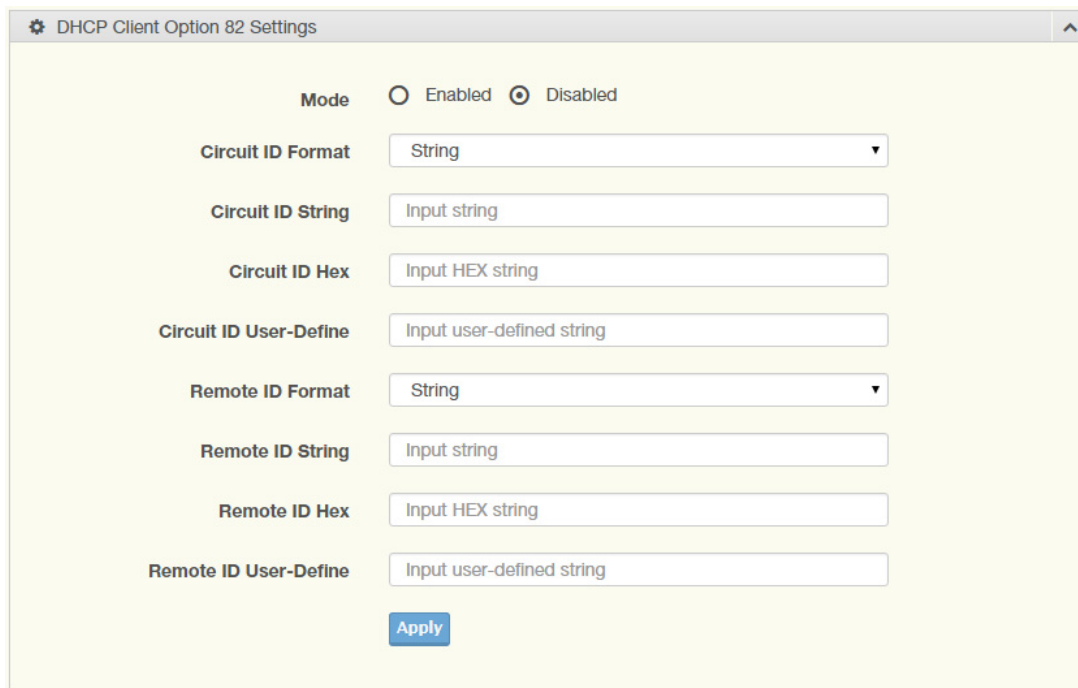 DHCP Client Option 82 Settings
Mode Enabled Disabled
Circuit ID Format String
Circuit ID String Input string
Circuit ID Hex Input HEX string
Circuit ID User-Define Input user-defined string
Remote ID Format String
Remote ID String Input string
Remote ID Hex Input HEX string
Remote ID User-Define Input user-defined string
Apply